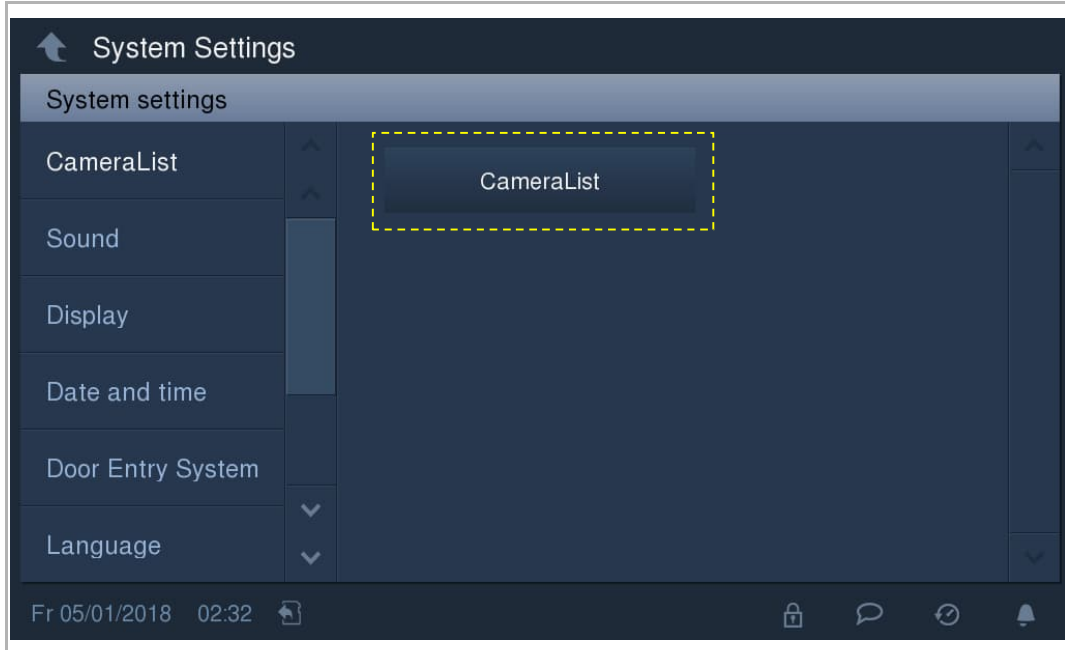 System Settings
System settings
CameraList
CameraList
Sound
Display
Date and time
Door Entry System
Language
Fr 05/01/2018 02:32